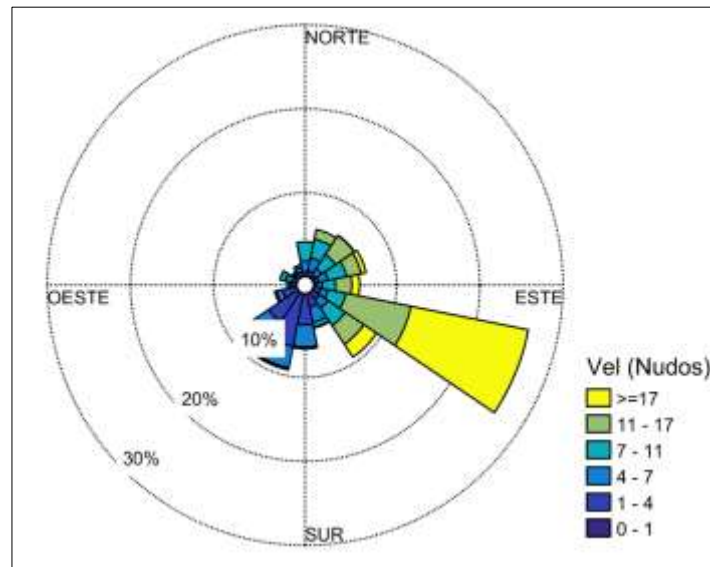 NORTE
OESTE
ESTE
10%
20%
30%
SUR
Vel (Nudos)
>=17
11 - 17
7 - 11
4 - 7
1 - 4
0 - 1